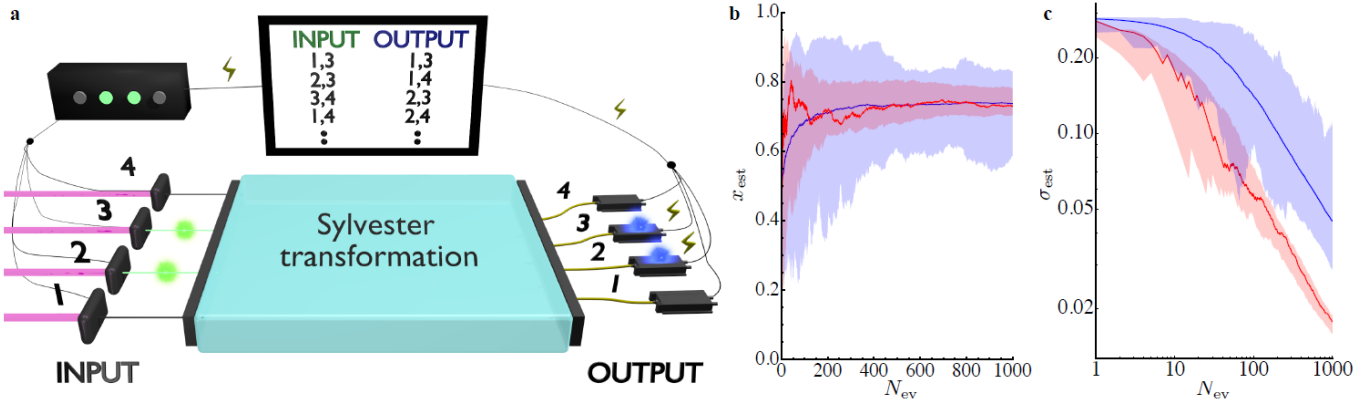 a
INPUT OUTPUT
1,3 1,3
2,3 1,4
3,4 2,3
1,4 2,4
4
3
2
1
Sylvester
transformation
4
3
2
1
INPUT
OUTPUT
b
1.0
0.8
0.6
0.4
0.2
0.0
x est
200 400 600 800 1000
N ev
c
0.20
0.10
0.05
0.02
σ est
1 10 100 1000
N ev